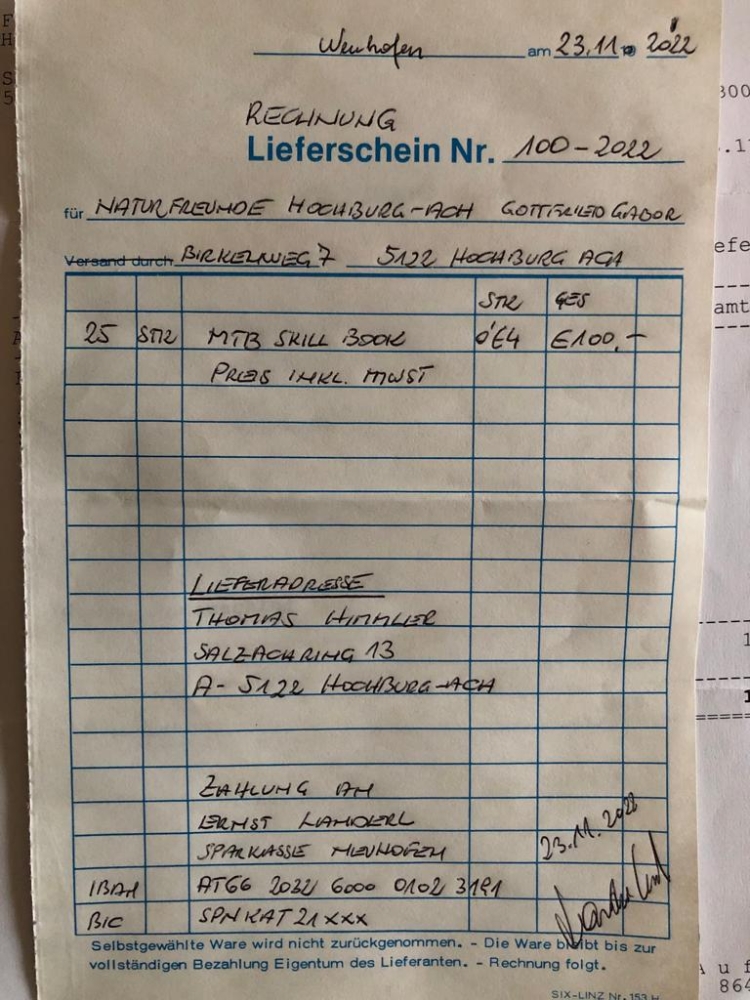 Neuhofen am 23.11. 19 2022
RECHNUNG
Lieferschein Nr. 100-2022
für NATURFREUNDE HOCHBURG-ACH GOTTFRIED GABOR
Versand durch BIRKENWEG 7 5122 HOCHBURG ACH
STK GES
25 STK MTB SKILL BOOK á €4 €100,-
PREIS INKL. MWST
LIEFERADRESSE
THOMAS HIMMLER
SALZACHRING 13
A-5122 HOCHBURG-ACH
ZAHLUNG AN
ERNST LANDERL
SPARKASSE NEUHOFEN
23.11.2022
IBAN AT66 2032 6000 0102 3191
BIC SPNKAT21XXX
Selbstgewählte Ware wird nicht zurückgenommen. - Die Ware bleibt bis zur
vollständigen Bezahlung Eigentum des Lieferanten. - Rechnung folgt.
SIX-LINZ Nr. 153 H